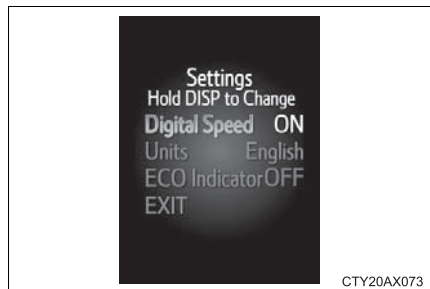 Settings
Hold DISP to Change
Digital Speed ON
Units English
ECO Indicator OFF
EXIT
CTY20AX073